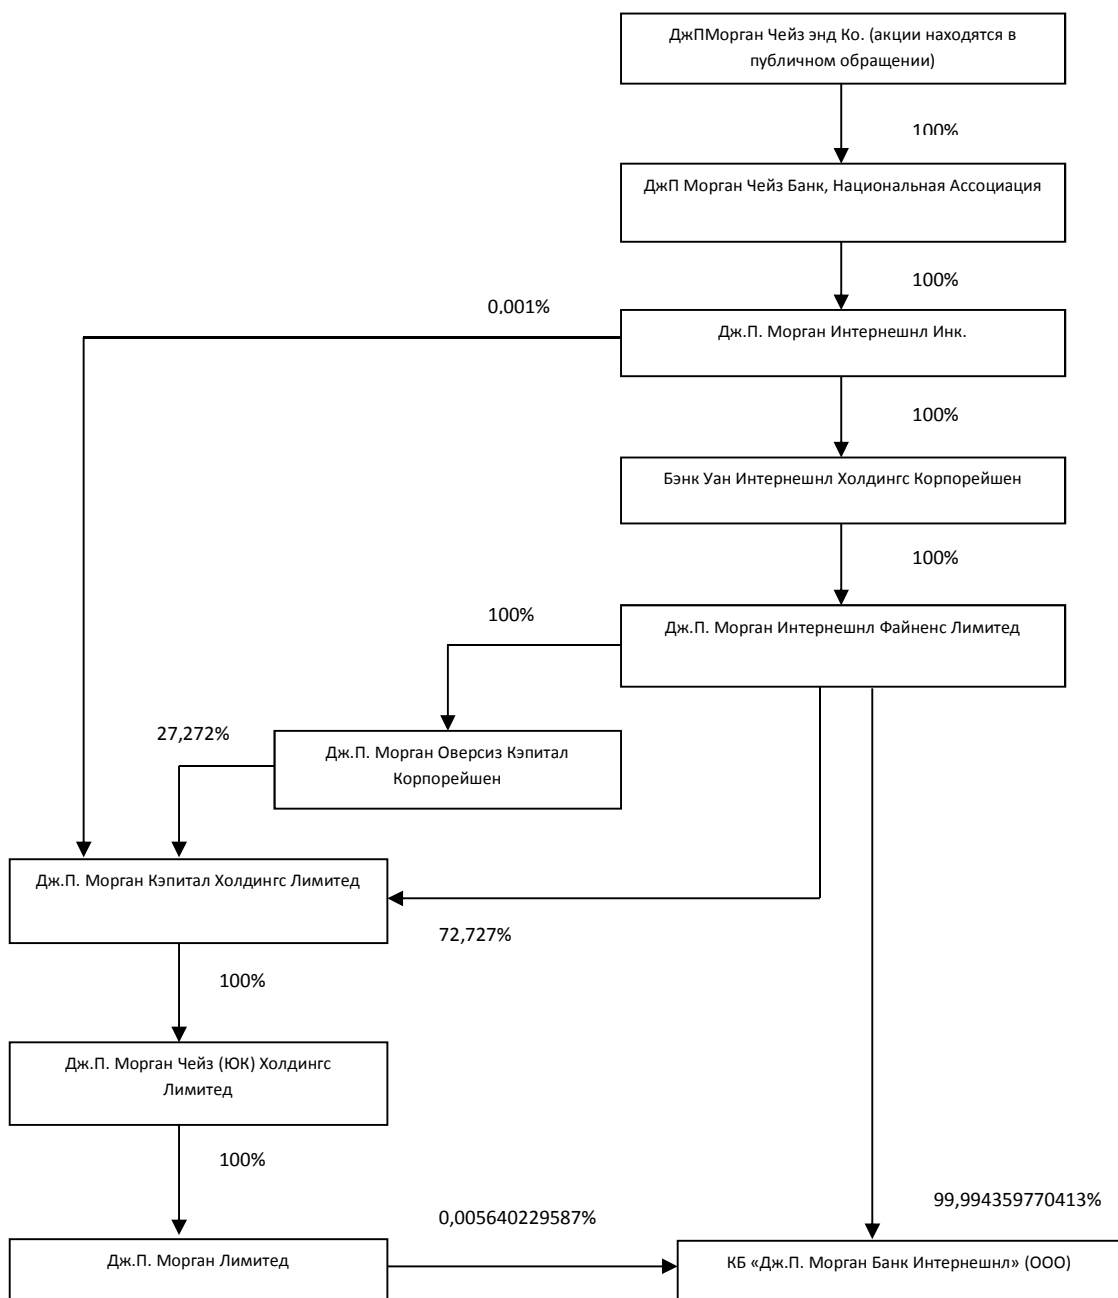 ДжПМорган Чейз энд Ко. (акции находятся в
публичном обращении)
100%
ДжП Морган Чейз Банк, Национальная Ассоциация
100%
0,001%
Дж.П. Морган Интернешнл Инк.
100%
Бэнк Уан Интернешнл Холдингс Корпорейшен
100%
100%
Дж.П. Морган Интернешнл Файненс Лимитед
27,272%
Дж.П. Морган Оверсиз Кэпитал
Корпорейшен
Дж.П. Морган Кэпитал Холдингс Лимитед
72,727%
100%
Дж.П. Морган Чейз (ЮК) Холдингс
Лимитед
100%
0,005640229587%
99,994359770413%
Дж.П. Морган Лимитед
КБ «Дж.П. Морган Банк Интернешнл» (ООО)